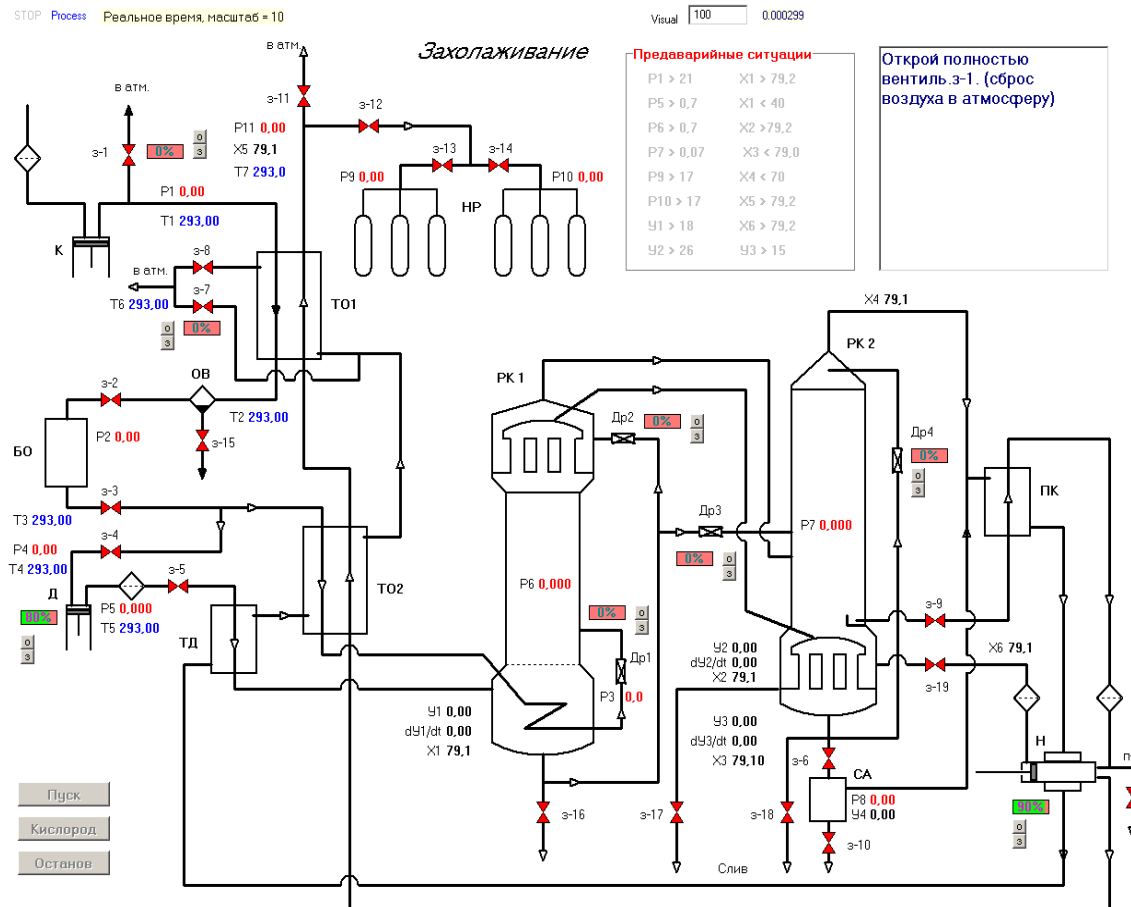 STOP Process Реальное время, масштаб = 10
Visual 100 0.000299
в атм.
Захолаживание
Предаварийные ситуации
P1 > 21 X1 > 79,2
P5 > 0,7 X1 < 40
P6 > 0,7 X2 >79,2
P7 > 0,07 X3 < 79,0
P9 > 17 X4 < 70
P10 > 17 X5 > 79,2
У1 > 18 X6 > 79,2
У2 > 26 У3 > 15
Открой полностью
вентиль.з-1. (сброс
воздуха в атмосферу)
в атм.
з-11
з-12
P11 0,00
X5 79,1
T7 293,0
з-1
0%
о
з
з-13
з-14
P9 0,00
P10 0,00
НР
P1 0,00
T1 293,00
К
з-8
в атм.
з-7
T6 293,00
о
з
0%
ТО1
X4 79,1
РК 2
РК 1
ОВ
з-2
T2 293,00
P2 0,00
з-15
БО
Др2
0%
о
з
Др4
0%
о
з
ПК
з-3
T3 293,00
P4 0,00
з-4
T4 293,00
Д
з-5
80%
о
з
P5 0,000
T5 293,00
ТД
ТО2
Др3
P7 0,000
0%
о
з
P6 0,000
0%
о
з
Др1
P3 0,0
з-9
X6 79,1
з-19
У2 0,00
dУ2/dt 0,00
X2 79,1
У1 0,00
dУ1/dt 0,00
X1 79,1
У3 0,00
dУ3/dt 0,00
X3 79,10
з-6
СА
P8 0,00
У4 0,00
Н
90%
о
з
Пуск
Кислород
Останов
з-16
з-17
з-18
з-10
Слив